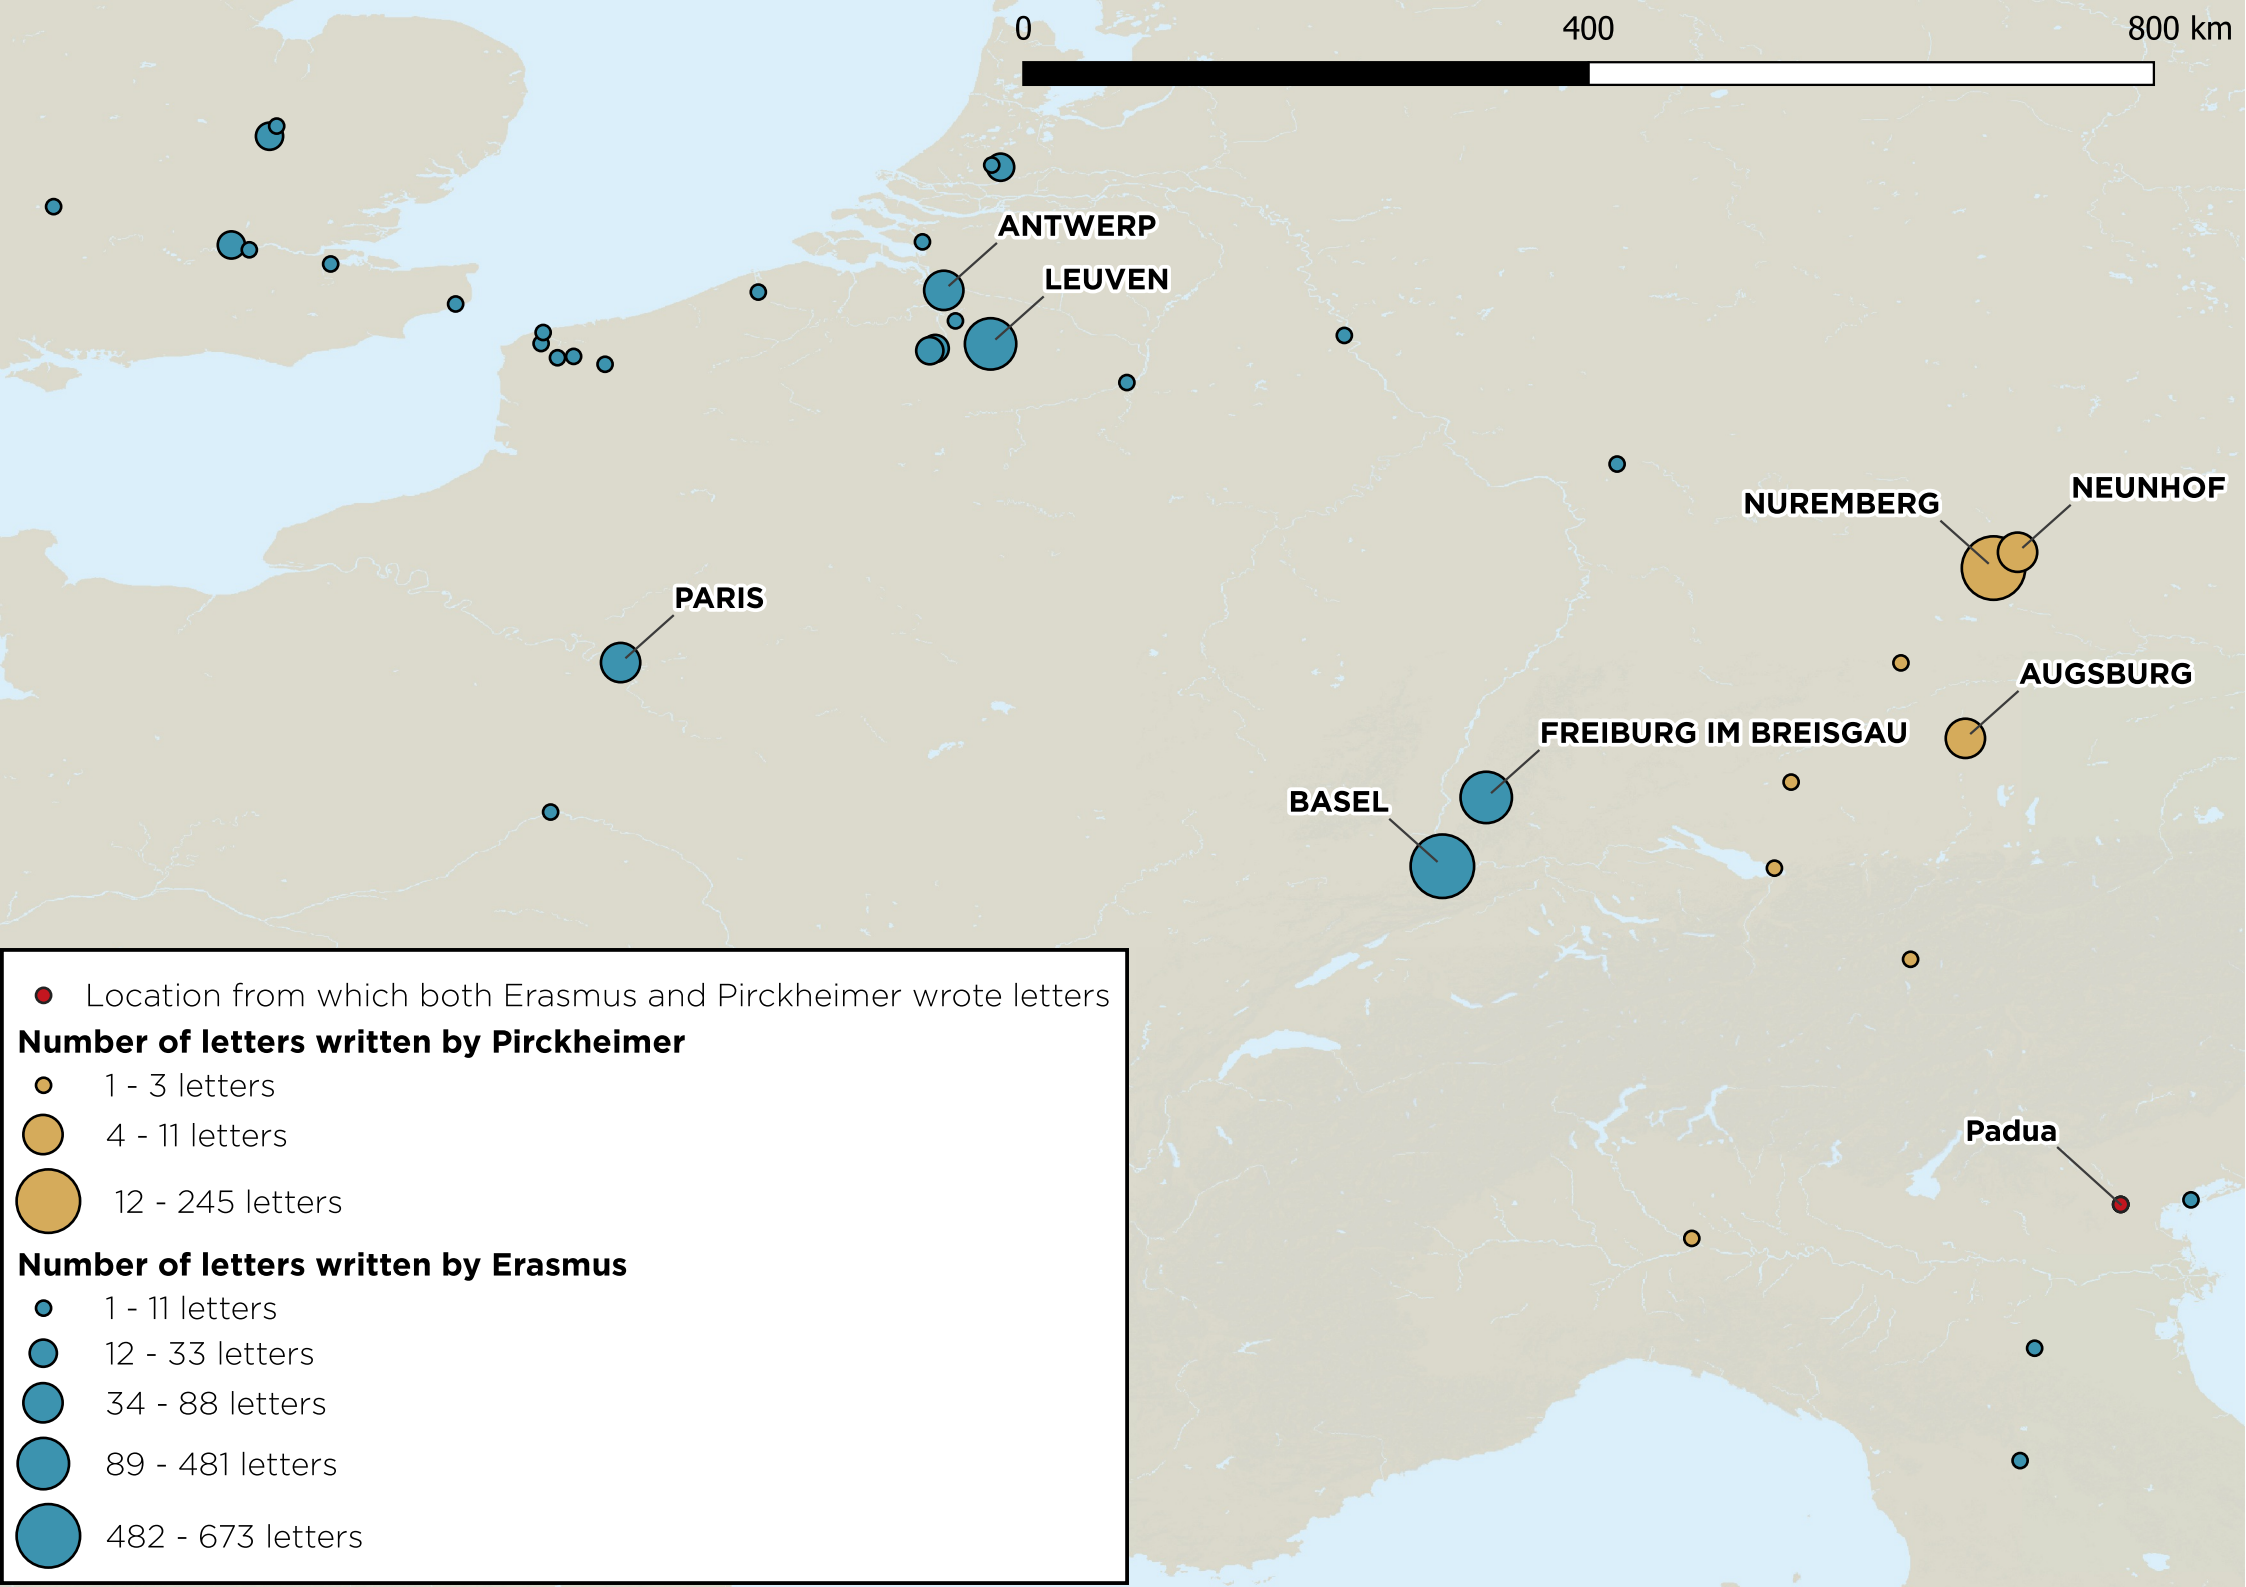 0 400 800 km
ANTWERP
LEUVEN
NUREMBERG
NEUNHOF
PARIS
AUGSBURG
FREIBURG IM BREISGAU
BASEL
Padua
Location from which both Erasmus and Pirckheimer wrote letters
Number of letters written by Pirckheimer
1 - 3 letters
4 - 11 letters
12 - 245 letters
Number of letters written by Erasmus
1 - 11 letters
12 - 33 letters
34 - 88 letters
89 - 481 letters
482 - 673 letters